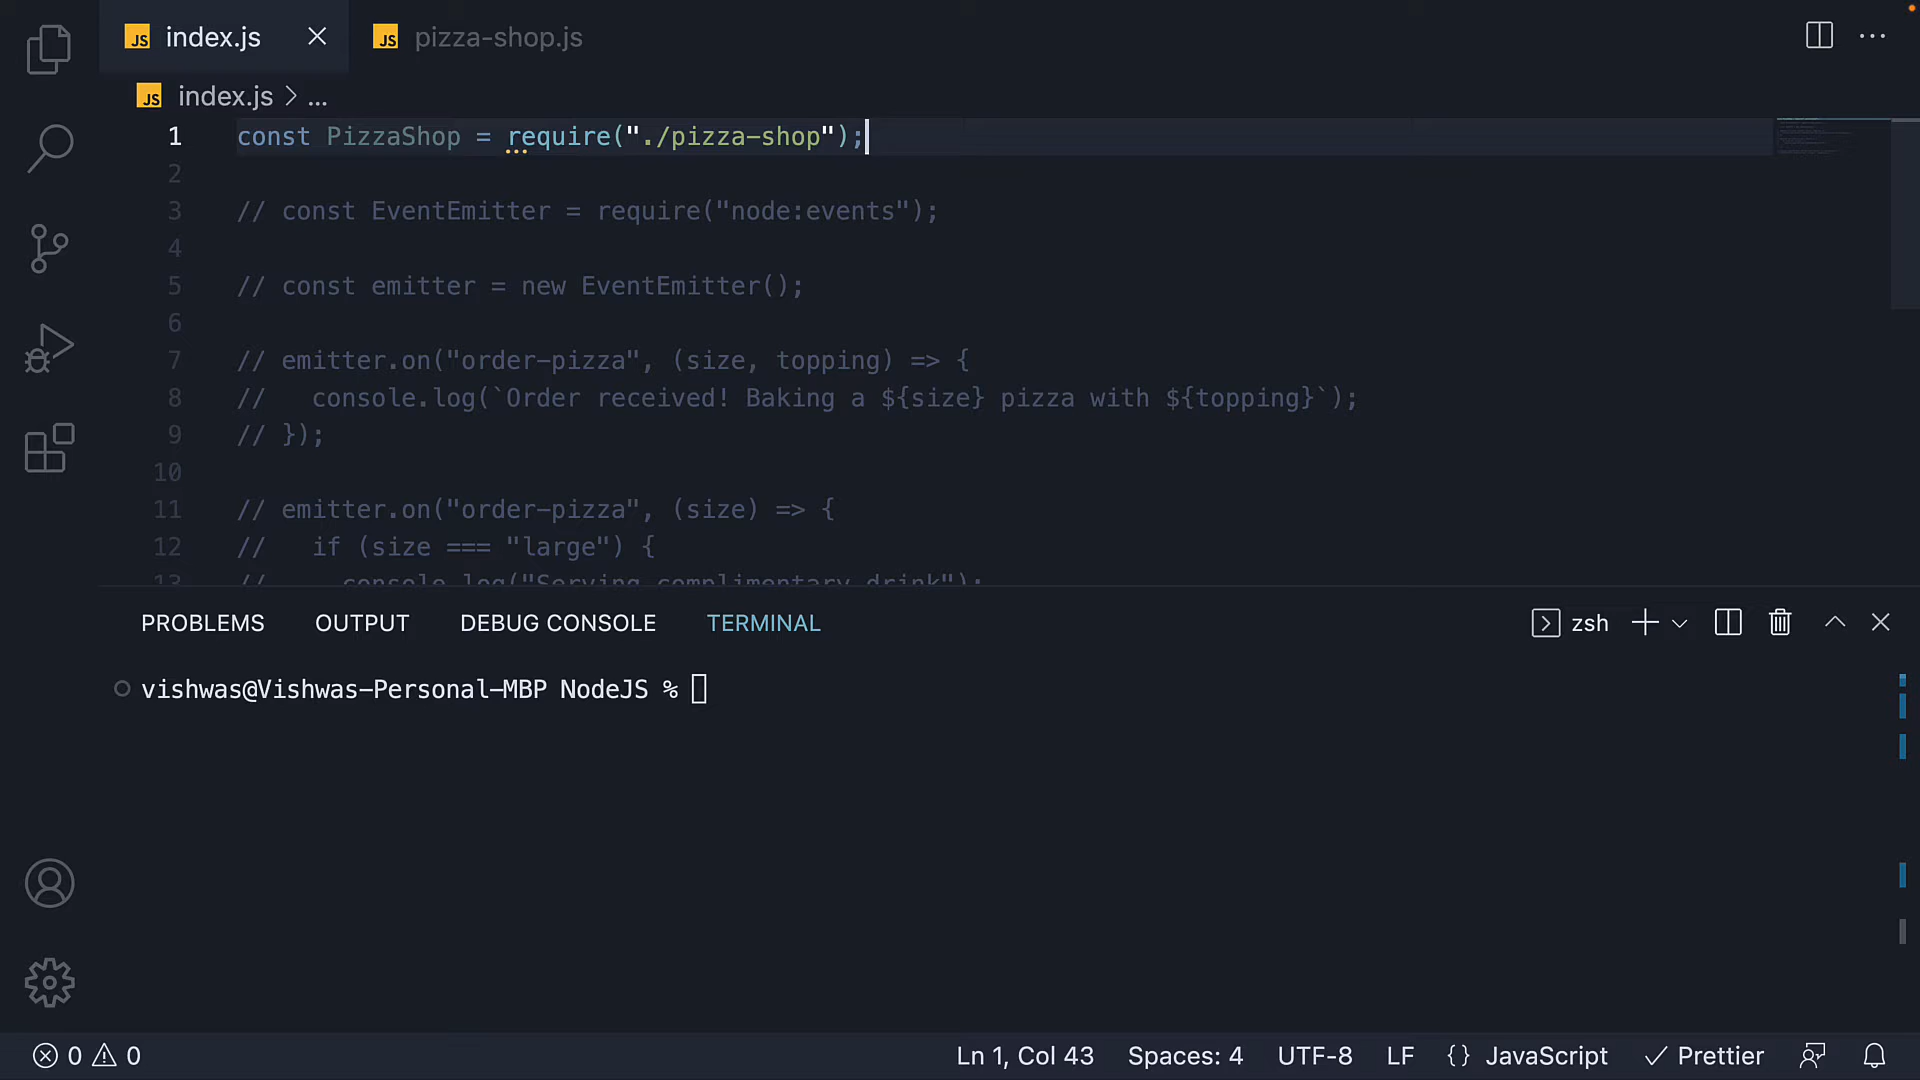 JS index.js
JS pizza-shop.js
JS index.js > ...
1 const PizzaShop = require("./pizza-shop");
2
3 // const EventEmitter = require("node:events");
4
5 // const emitter = new EventEmitter();
6
7 // emitter.on("order-pizza", (size, topping) => {
8 //   console.log(`Order received! Baking a ${size} pizza with ${topping}`);
9 // });
10
11 // emitter.on("order-pizza", (size) => {
12 //   if (size === "large") {
13 //     console.log("Serving complimentary drink");
PROBLEMS OUTPUT DEBUG CONSOLE TERMINAL zsh
vishwas@Vishwas-Personal-MBP NodeJS %
0 0 Ln 1, Col 43 Spaces: 4 UTF-8 LF {} JavaScript Prettier